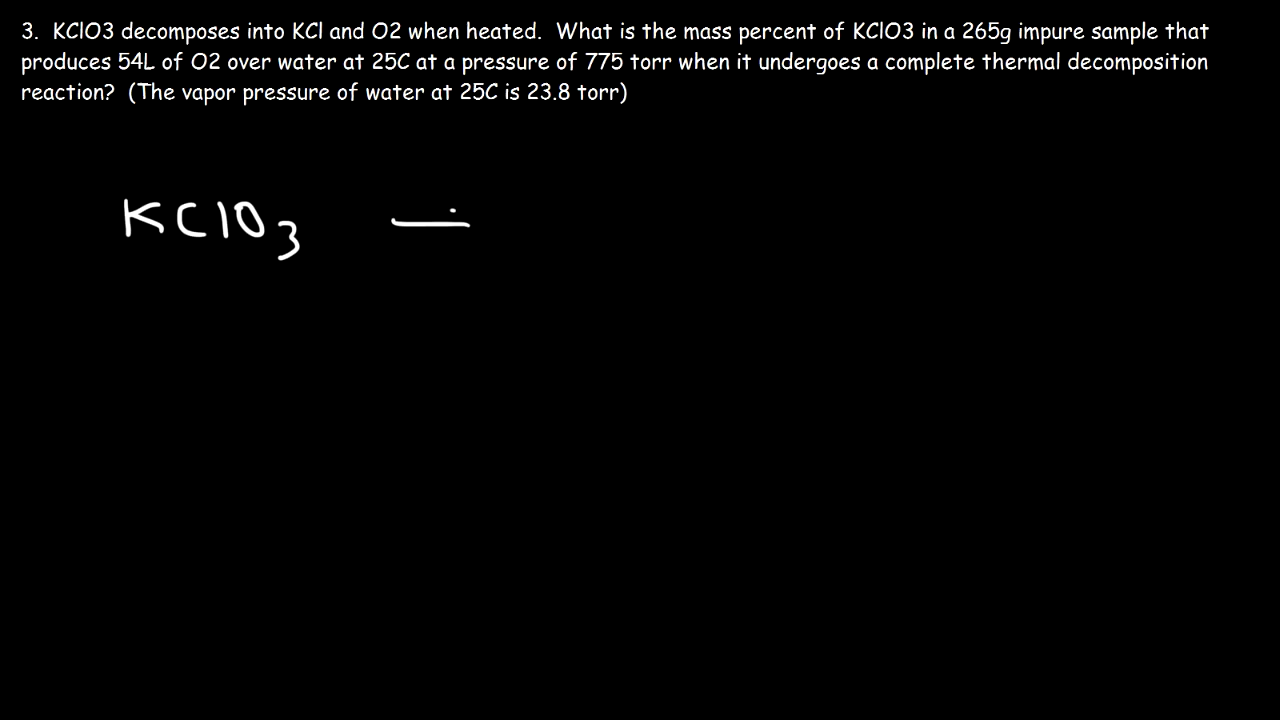 3.  KClO3 decomposes into KCl and O2 when heated.  What is the mass percent of KClO3 in a 265g impure sample that
produces 54L of O2 over water at 25C at a pressure of 775 torr when it undergoes a complete thermal decomposition
reaction?  (The vapor pressure of water at 25C is 23.8 torr)
KClO3